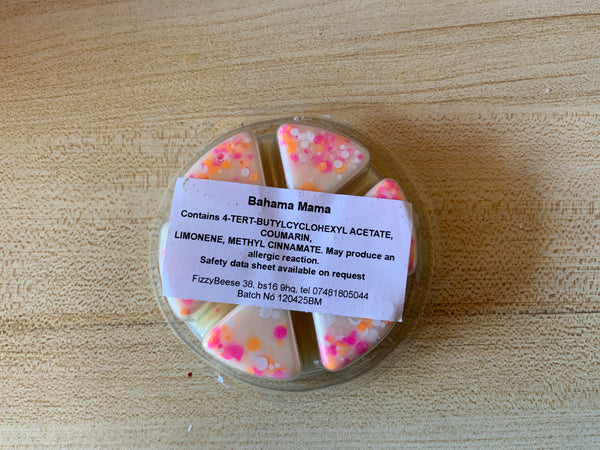 Bahama Mama
Contains 4-TERT-BUTYLCYCLOHEXYL ACETATE,
COUMARIN,
LIMONENE, METHYL CINNAMATE. May produce an
allergic reaction.
Safety data sheet available on request
FizzyBeese 38, bs16 9hq, tel 07481805044
Batch No 120425BM